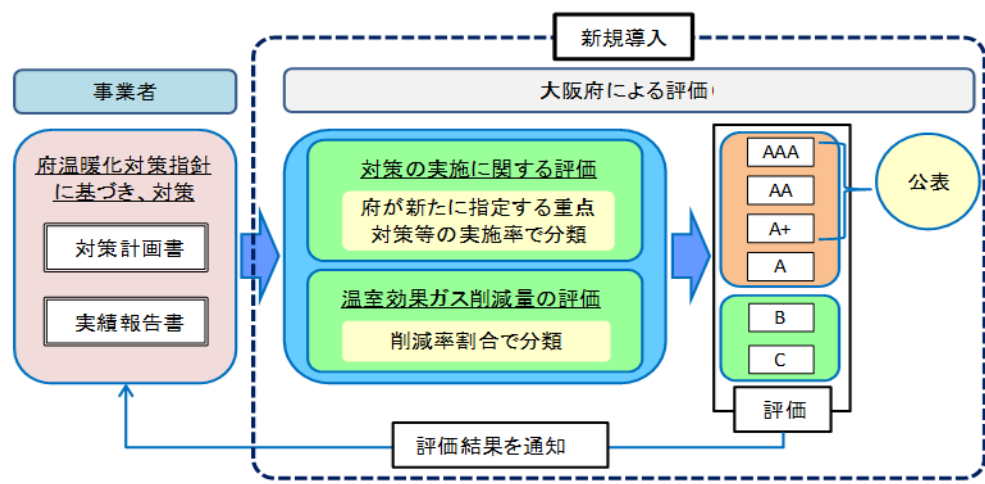 新規導入
事業者
大阪府による評価
府温暖化対策指針
に基づき、対策
対策計画書
実績報告書
対策の実施に関する評価
府が新たに指定する重点
対策等の実施率で分類
温室効果ガス削減量の評価
削減率割合で分類
AAA
AA
A+
A
B
C
公表
評価
評価結果を通知